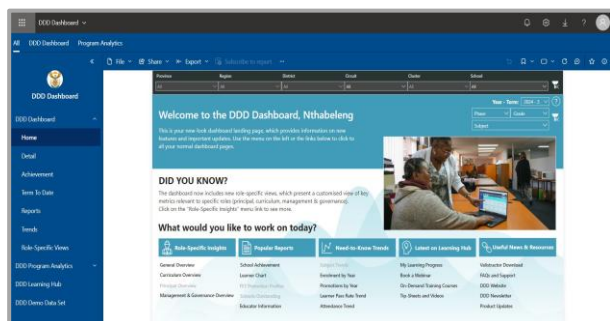 DDD Dashboard
All DDD Dashboard Program Analytics
File Share Export Subscribe to report
DDD Dashboard
DDD Dashboard
Home
Detail
Achievement
Term To Date
Reports
Trends
Role-Specific Views
DDD Program Analytics
DDD Learning Hub
DDD Demo Data Set
Province Region District Circuit Cluster School
All All All All All All
Year - Term: 2024 - 2
Phase Grade
Subject
Welcome to the DDD Dashboard, Nthabeleng
This is your new look dashboard landing page, which provides information on new
features and important updates. Use the menu on the left or the links below to click to
all your normal dashboard pages.
DID YOU KNOW?
The dashboard now includes new role-specific views, which present a customised view of key
metrics relevant to specific roles (principal, curriculum, management & governance).
Click on the "Role-Specific Insights" menu link to see more.
What would you like to work on today?
Role-Specific Insights
General Overview
Curriculum Overview
Principal Overview
Management & Governance Overview
Popular Reports
School Achievement
Learner Chart
Educator Information
Need-to-Know Trends
Enrolment by Year
Promotions by Year
Learner Pass Rate Trend
Attendance Trend
Latest on Learning Hub
My Learning Progress
Book a Webinar
On-Demand Training Courses
Tip Sheets and Videos
Useful News & Resources
FAQs and Support
DDD Website
DDD Newsletter
Product Updates